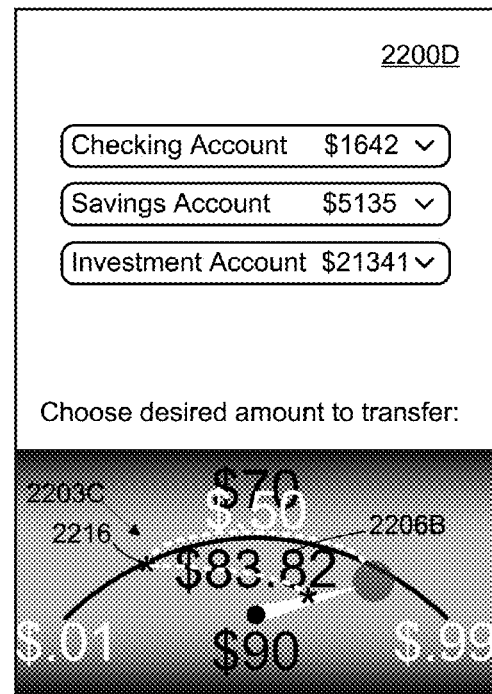 2200D
Checking Account $1642
Savings Account $5135
Investment Account $21341
Choose desired amount to transfer:
$70
2203C
$.50
2216
2206B
$83.82
*
*
$.01
$90
$.99